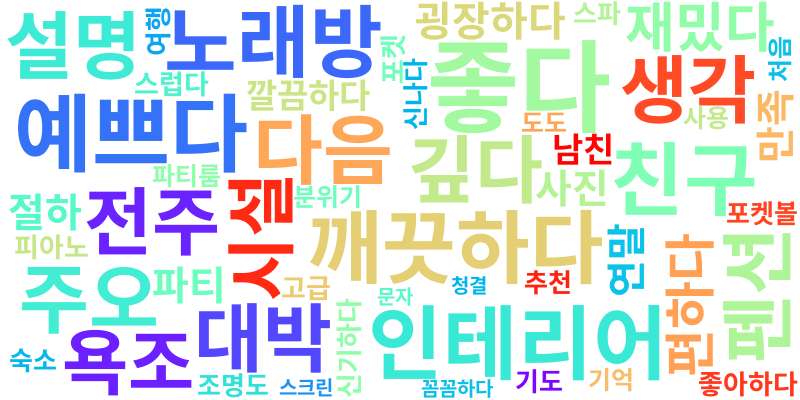 설명
여행
노래방
포켓
굉장하다
스파
재밌다
처음
스럽다
깔끔하다
신나다
좋다
생각
사용
만족
예쁘다
다음
도도
남친
깊다
친구
파티룸
분위기
사진
절하
전주
시설
포켓볼
피아노
깨끗하다
연말
편하다
펜션
주오
파티
고급
청결
추천
문자
대박
신기하다
인테리어
욕조
숙소
조명도
스크린
꼼꼼하다
기도
기억
좋아하다